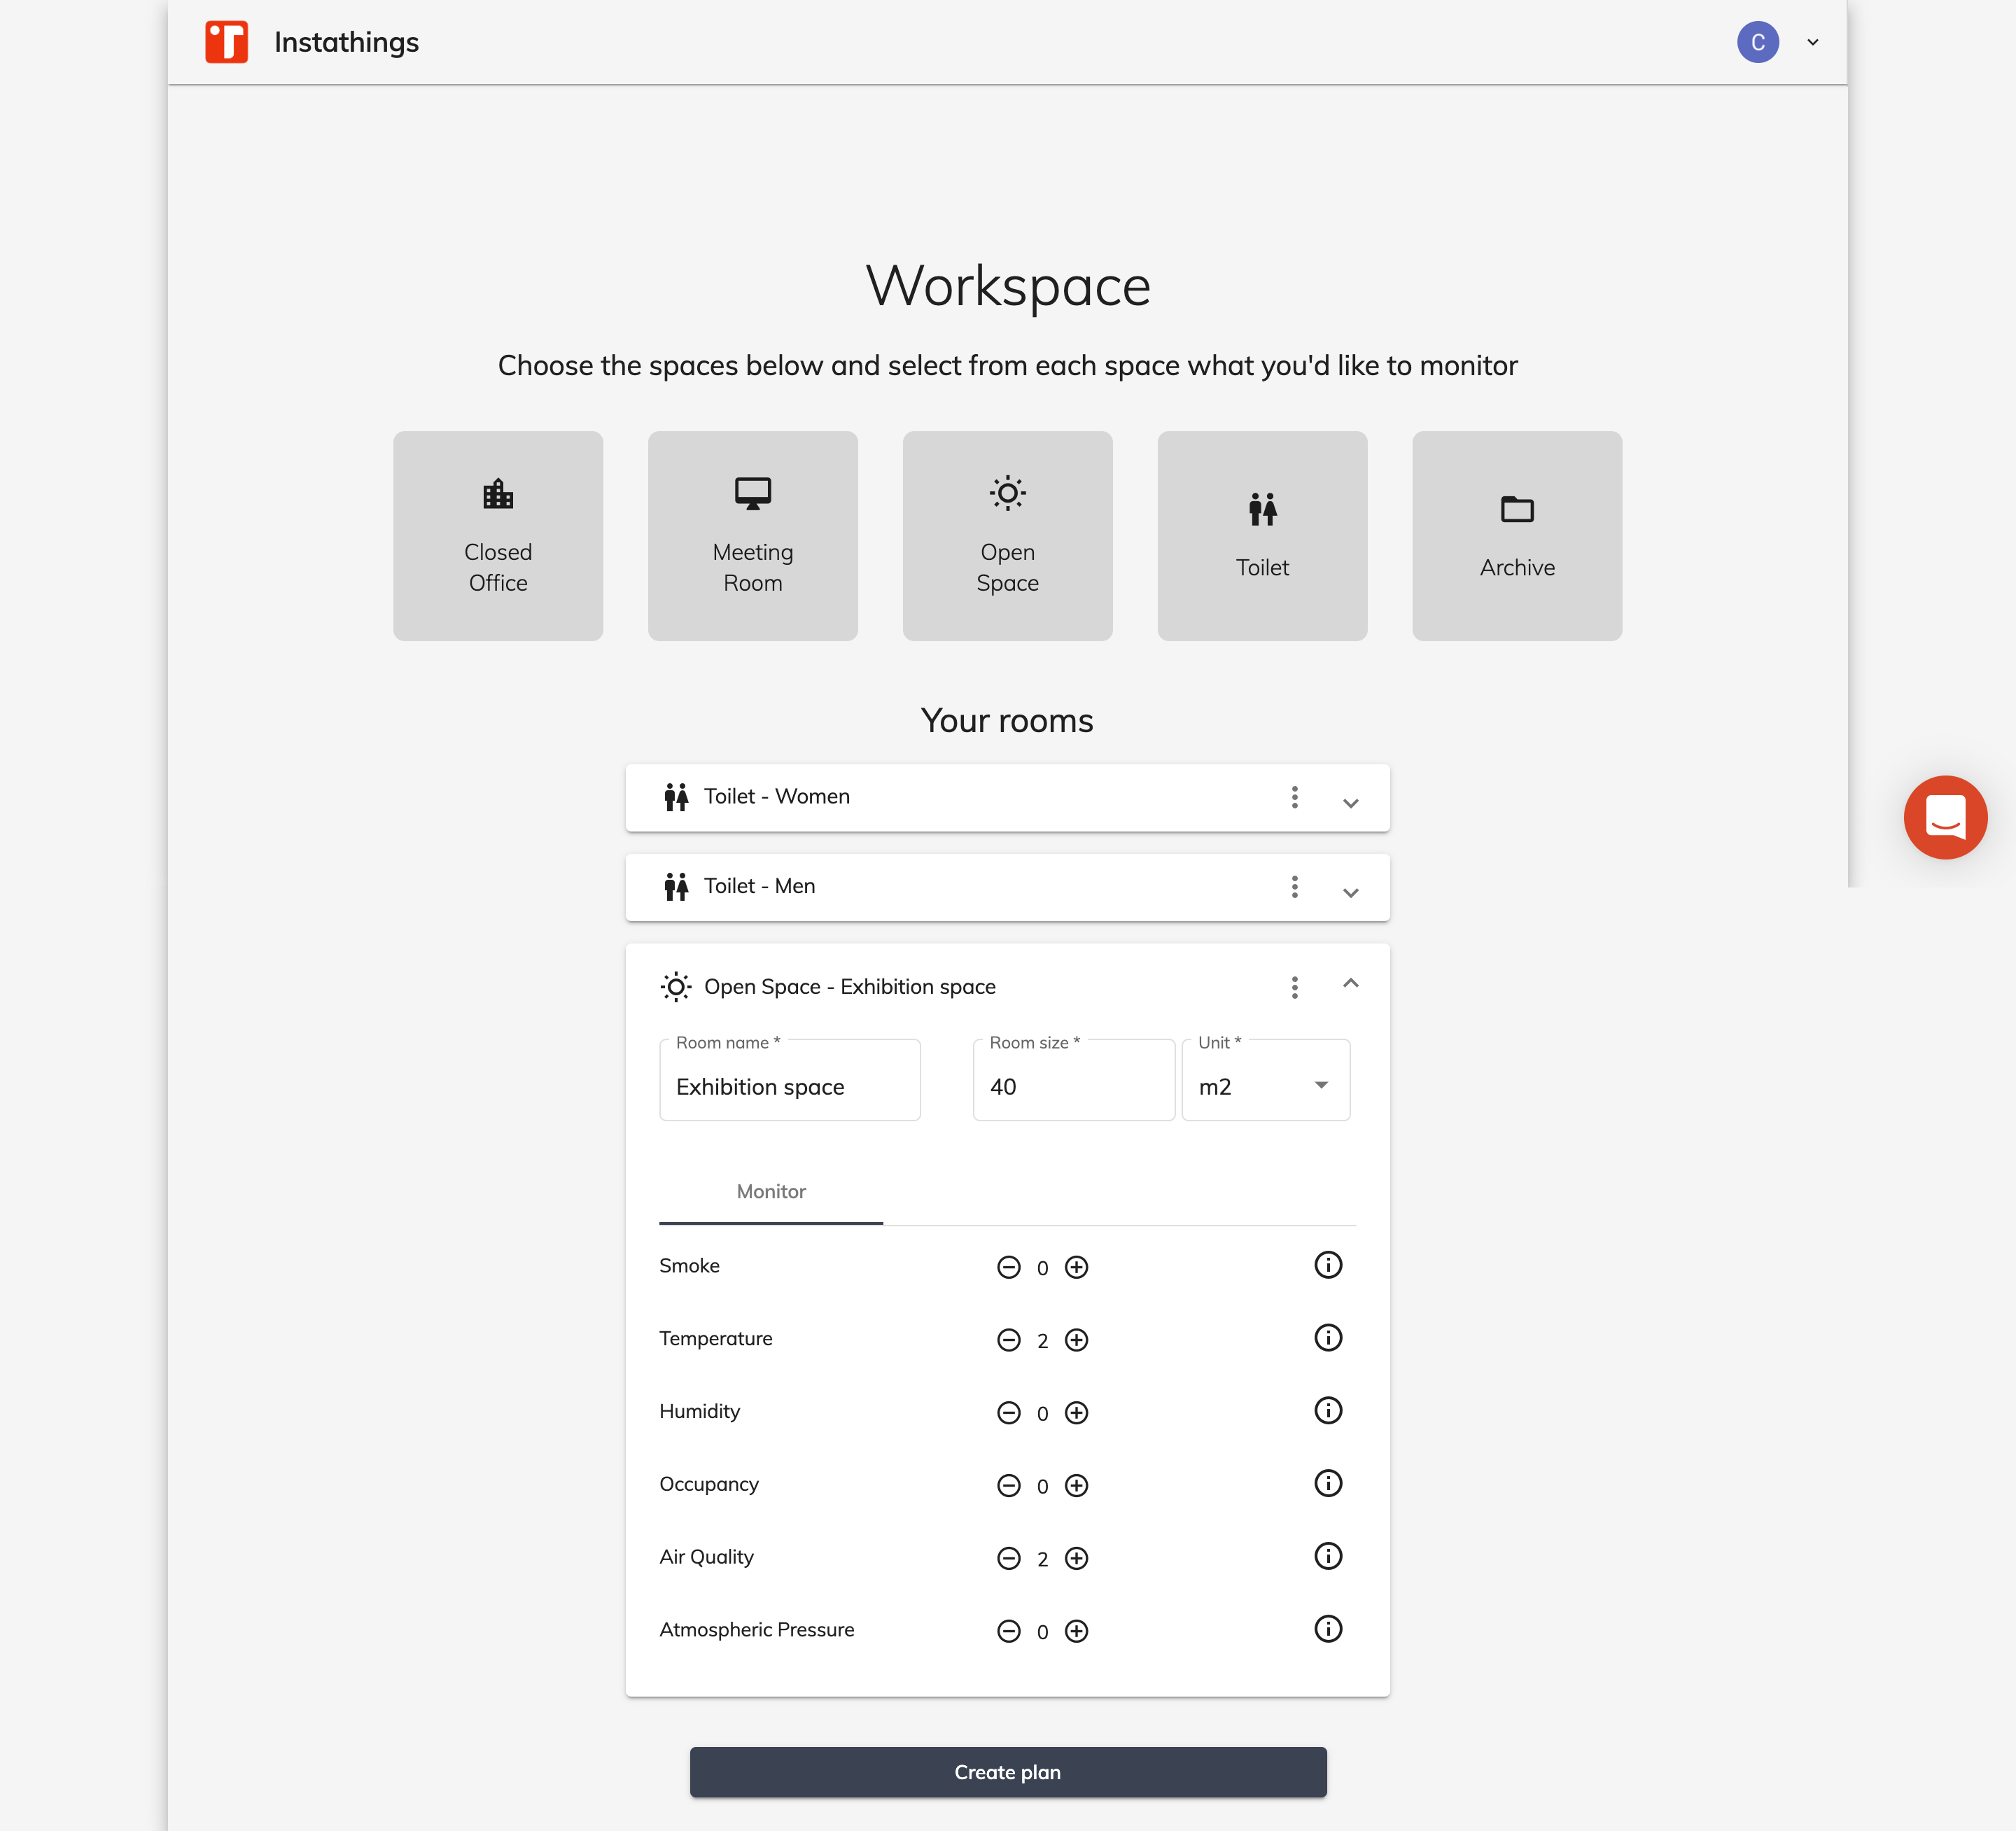 Instathings
C
Workspace
Choose the spaces below and select from each space what you'd like to monitor
Closed
Office
Meeting
Room
Open
Space
Toilet
Archive
Your rooms
Toilet - Women
Toilet - Men
Open Space - Exhibition space
Room name *
Exhibition space
Room size *
40
Unit *
m2
Monitor
Smoke 0
Temperature 2
Humidity 0
Occupancy 0
Air Quality 2
Atmospheric Pressure 0
Create plan